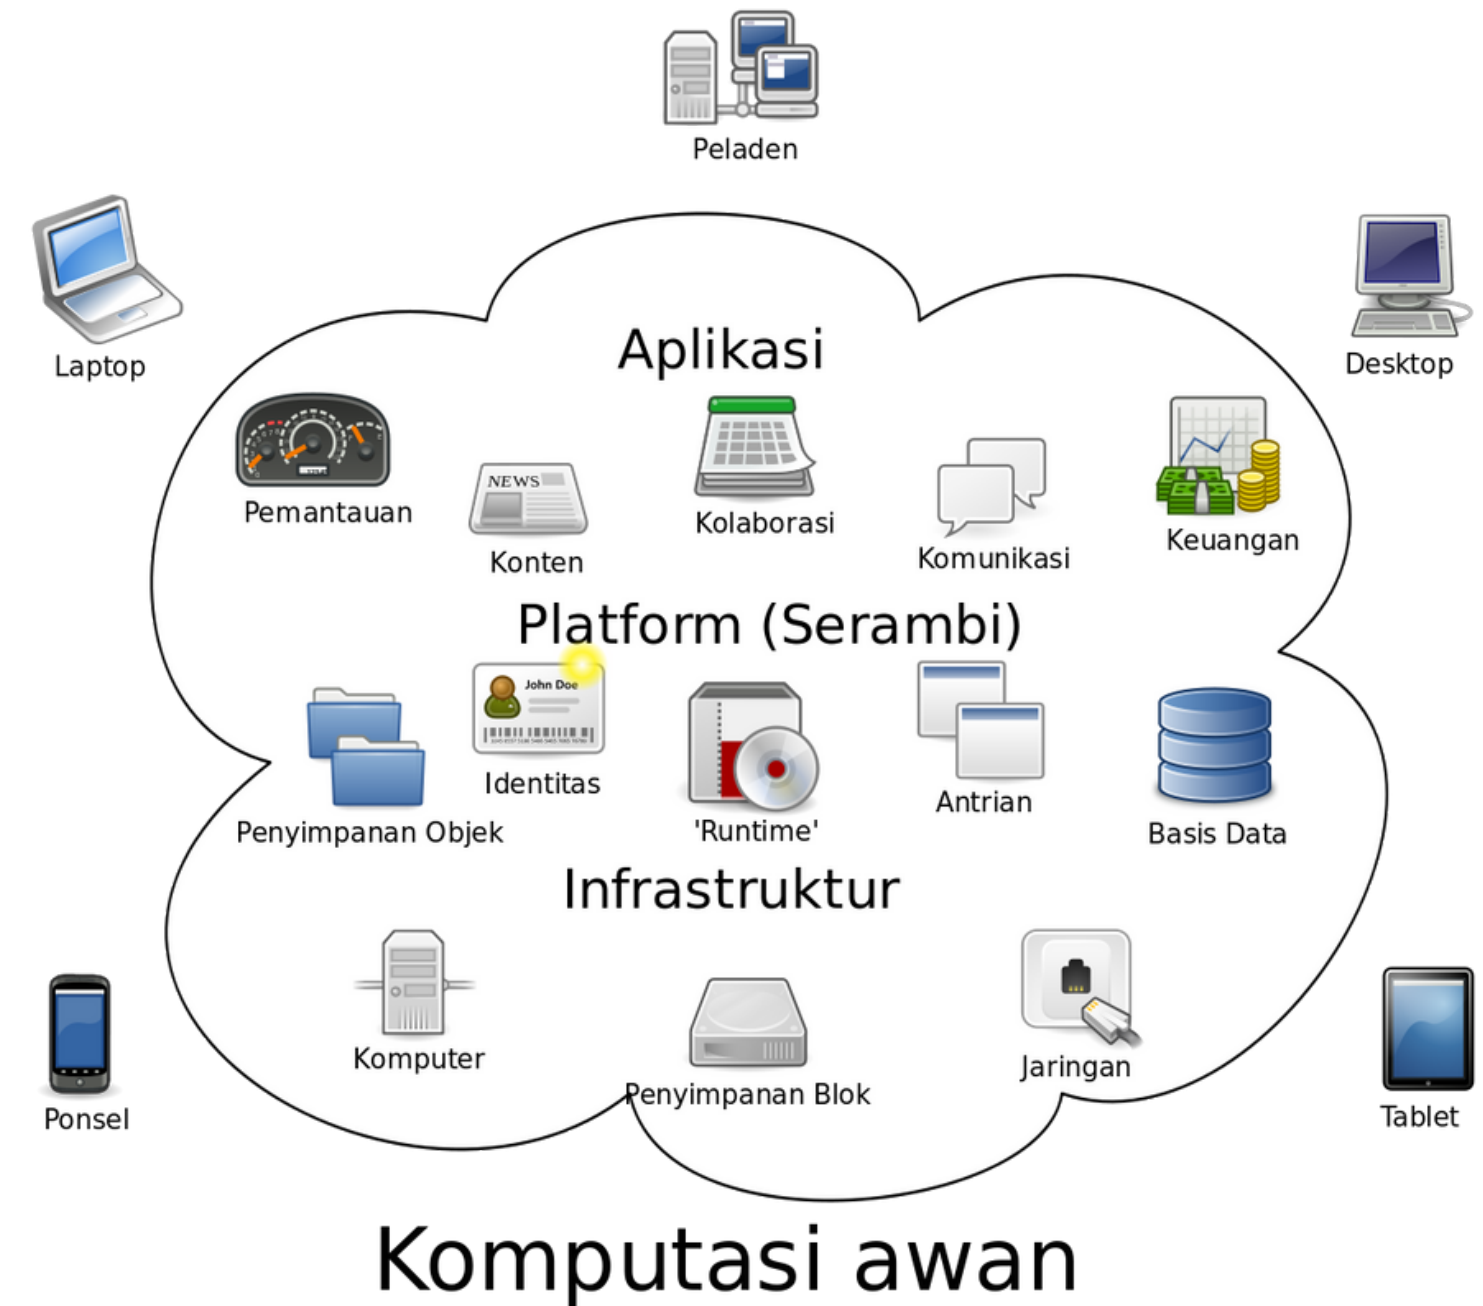 Peladen
Laptop
Desktop
Aplikasi
Pemantauan
NEWS
Konten
Kolaborasi
Komunikasi
Keuangan
Platform (Serambi)
Penyimpanan Objek
John Doe
Identitas
'Runtime'
Antrian
Basis Data
Infrastruktur
Komputer
Penyimpanan Blok
Jaringan
Ponsel
Tablet
Komputasi awan